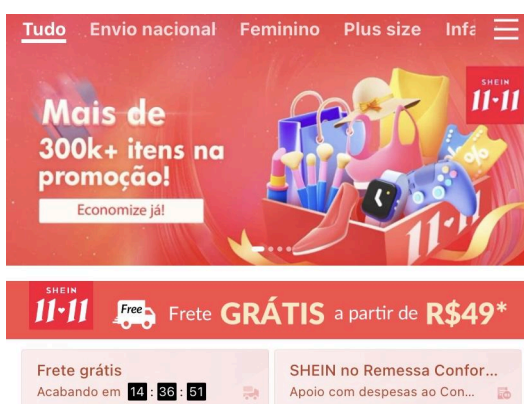 Tudo Envio nacional Feminino Plus size Infa
SHEIN
11·11
Mais de
300k+ itens na
promoção!
Economize já!
%
11·11
SHEIN
11·11 Free Frete GRÁTIS a partir de R$49*
Frete grátis
Acabando em 14:36:51
SHEIN no Remessa Confor...
Apoio com despesas ao Con...